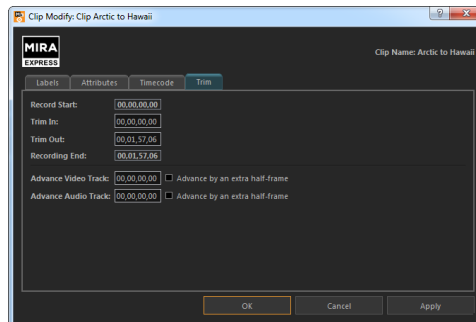 Clip Modify: Clip Arctic to Hawaii
MIRA
EXPRESS
Clip Name: Arctic to Hawaii
Labels Attributes Timecode Trim
Record Start: 00,00,00,00
Trim In: 00,00,00,00
Trim Out: 00,01,57,06
Recording End: 00,01,57,06
Advance Video Track: 00,00,00,00 Advance by an extra half-frame
Advance Audio Track: 00,00,00,00 Advance by an extra half-frame
OK Cancel Apply